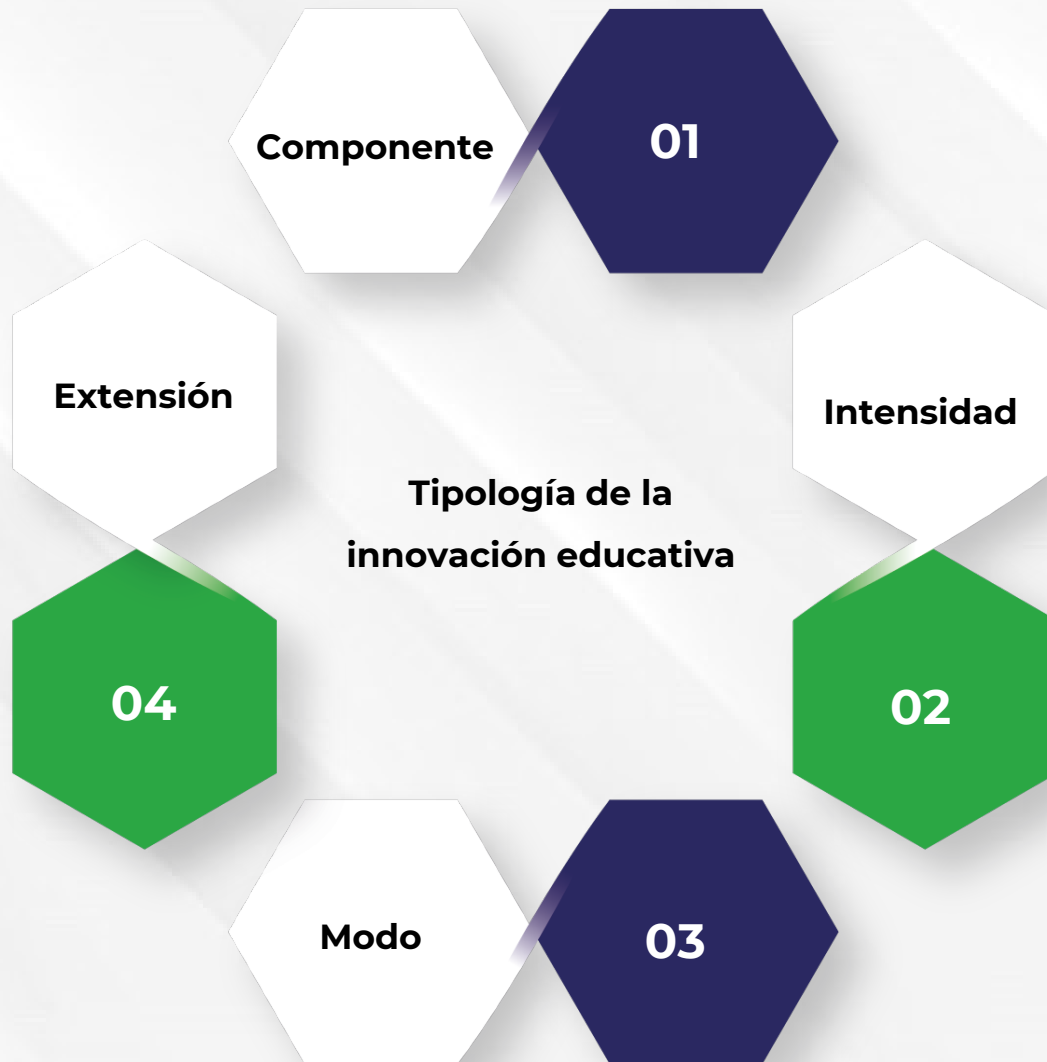 Componente
01
Extensión
Intensidad
Tipología de la
innovación educativa
04
02
Modo
03